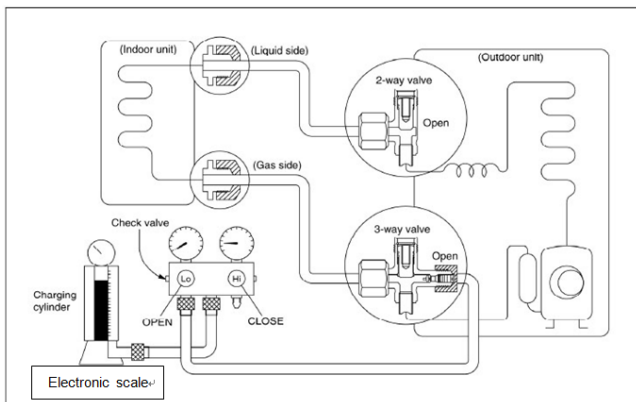 (Indoor unit)
(Liquid side)
2-way valve
(Outdoor unit)
Open
(Gas side)
3-way valve
Open
Check valve
Lo
Hi
Charging
cylinder
OPEN
CLOSE
Electronic scale